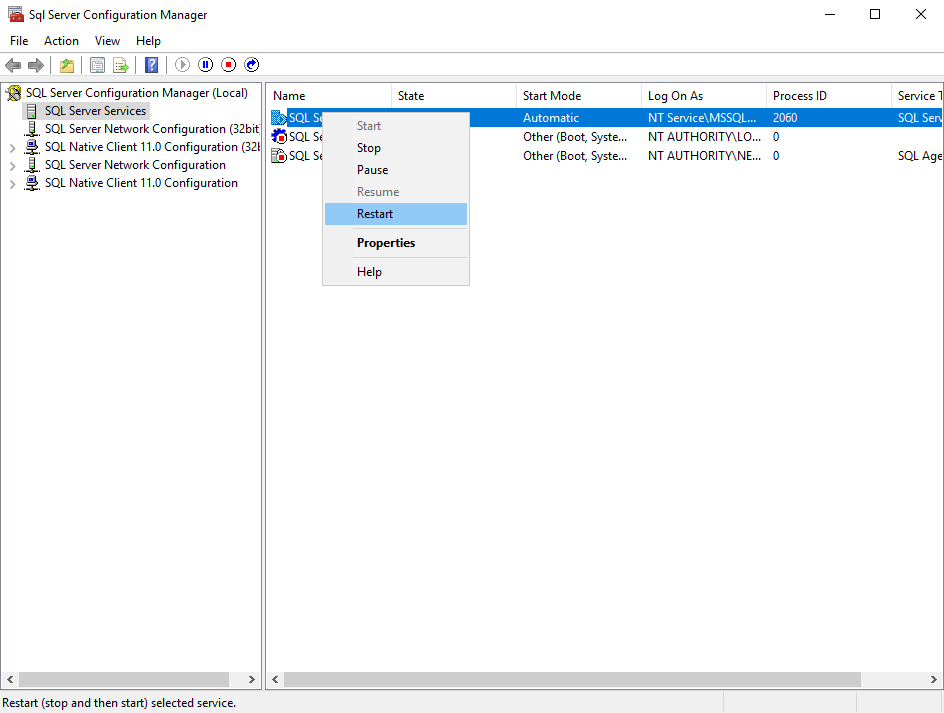 Sql Server Configuration Manager
File Action View Help
SQL Server Configuration Manager (Local)
SQL Server Services
SQL Server Network Configuration (32bit
SQL Native Client 11.0 Configuration (32b
SQL Server Network Configuration
SQL Native Client 11.0 Configuration
Name State Start Mode Log On As Process ID Service T
SQL Se Automatic NT Service\MSSQL... 2060 SQL Serv
SQL Se Other (Boot, Syste... NT AUTHORITY\LO... 0
SQL Se Other (Boot, Syste... NT AUTHORITY\NE... 0 SQL Age
Start
Stop
Pause
Resume
Restart
Properties
Help
Restart (stop and then start) selected service.